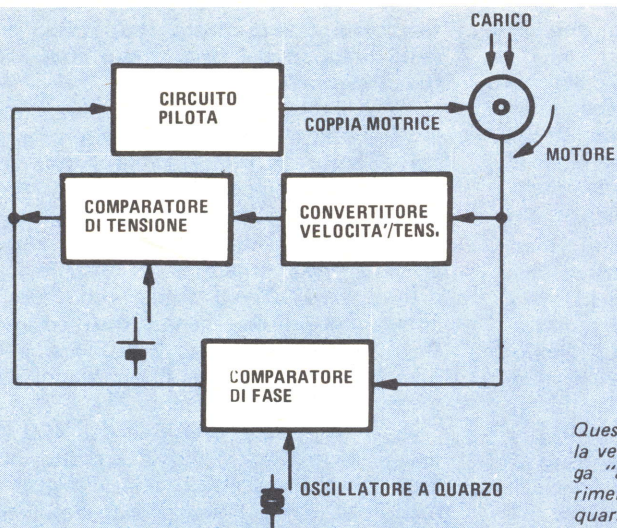 CARICO
CIRCUITO
PILOTA
COPPIA MOTRICE
MOTORE
COMPARATORE
DI TENSIONE
CONVERTITORE
VELOCITA'/TENS.
COMPARATORE
DI FASE
OSCILLATORE A QUARZO
Ques
la ve
ga "a
rime
quar